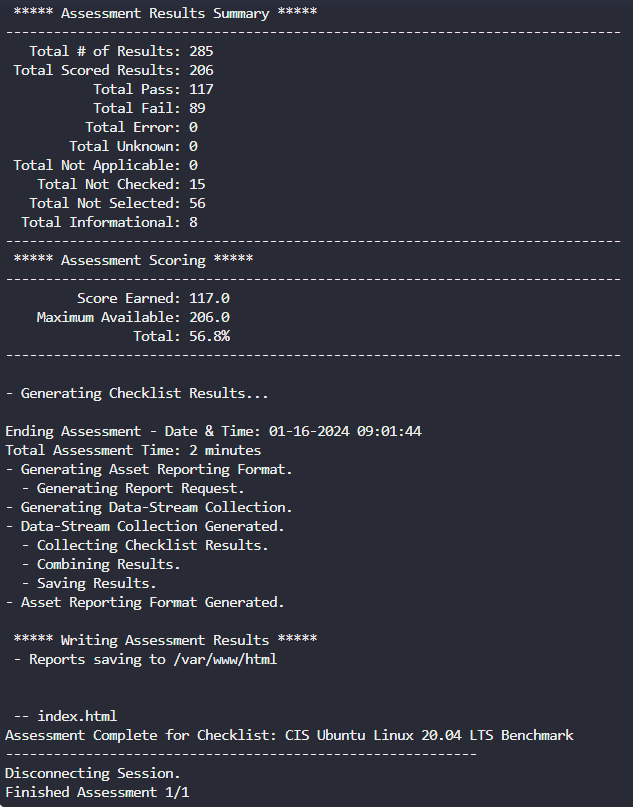 ***** Assessment Results Summary *****
-----------------------------------------------------------------------------
Total # of Results: 285
Total Scored Results: 206
Total Pass: 117
Total Fail: 89
Total Error: 0
Total Unknown: 0
Total Not Applicable: 0
Total Not Checked: 15
Total Not Selected: 56
Total Informational: 8
-----------------------------------------------------------------------------
***** Assessment Scoring *****
-----------------------------------------------------------------------------
Score Earned: 117.0
Maximum Available: 206.0
Total: 56.8%
-----------------------------------------------------------------------------
- Generating Checklist Results...
Ending Assessment - Date & Time: 01-16-2024 09:01:44
Total Assessment Time: 2 minutes
- Generating Asset Reporting Format.
- Generating Report Request.
- Generating Data-Stream Collection.
- Data-Stream Collection Generated.
- Collecting Checklist Results.
- Combining Results.
- Saving Results.
- Asset Reporting Format Generated.
***** Writing Assessment Results *****
- Reports saving to /var/www/html
-- index.html
Assessment Complete for Checklist: CIS Ubuntu Linux 20.04 LTS Benchmark
-----------------------------------------------------------
Disconnecting Session.
Finished Assessment 1/1